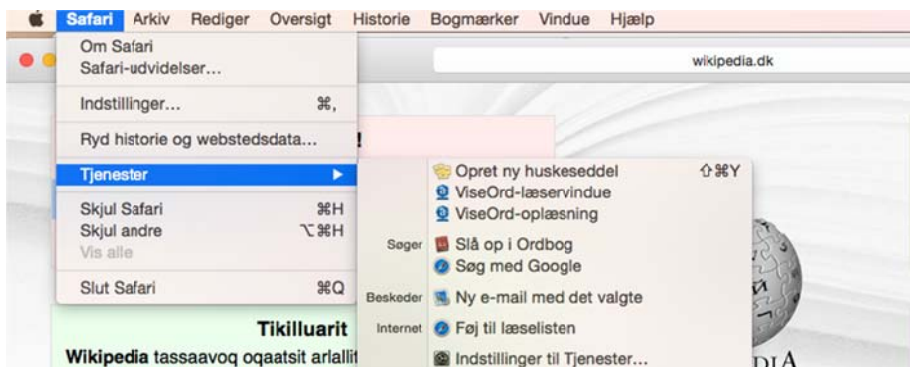 Safari Arkiv Rediger Oversigt Historie Bogmærker Vindue Hjælp
wikipedia.dk
Om Safari
Safari-udvidelser...
Indstillinger... ⌘,
Ryd historie og webstedsdata... !
Tjenester ▶
Skjul Safari ⌘H
Skjul andre ⌥⌘H
Vis alle
Slut Safari ⌘Q
Opret ny huskeseddel ⇧⌘Y
ViseOrd-læservindue
ViseOrd-oplæsning
Søger Slå op i Ordbog
Søg med Google
Beskeder Ny e-mail med det valgte
Internet Føj til læselisten
Indstillinger til Tjenester...
Tikilluarit
Wikipedia tassaavoq oqaatsit